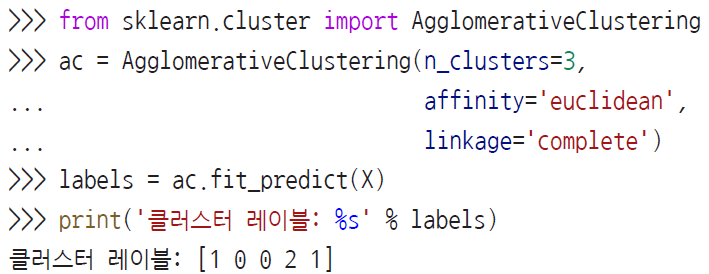 >>> from sklearn.cluster import AgglomerativeClustering
>>> ac = AgglomerativeClustering(n_clusters=3,
...                              affinity='euclidean',
...                              linkage='complete')
>>> labels = ac.fit_predict(X)
>>> print('클러스터 레이블: %s' % labels)
클러스터 레이블: [1 0 0 2 1]